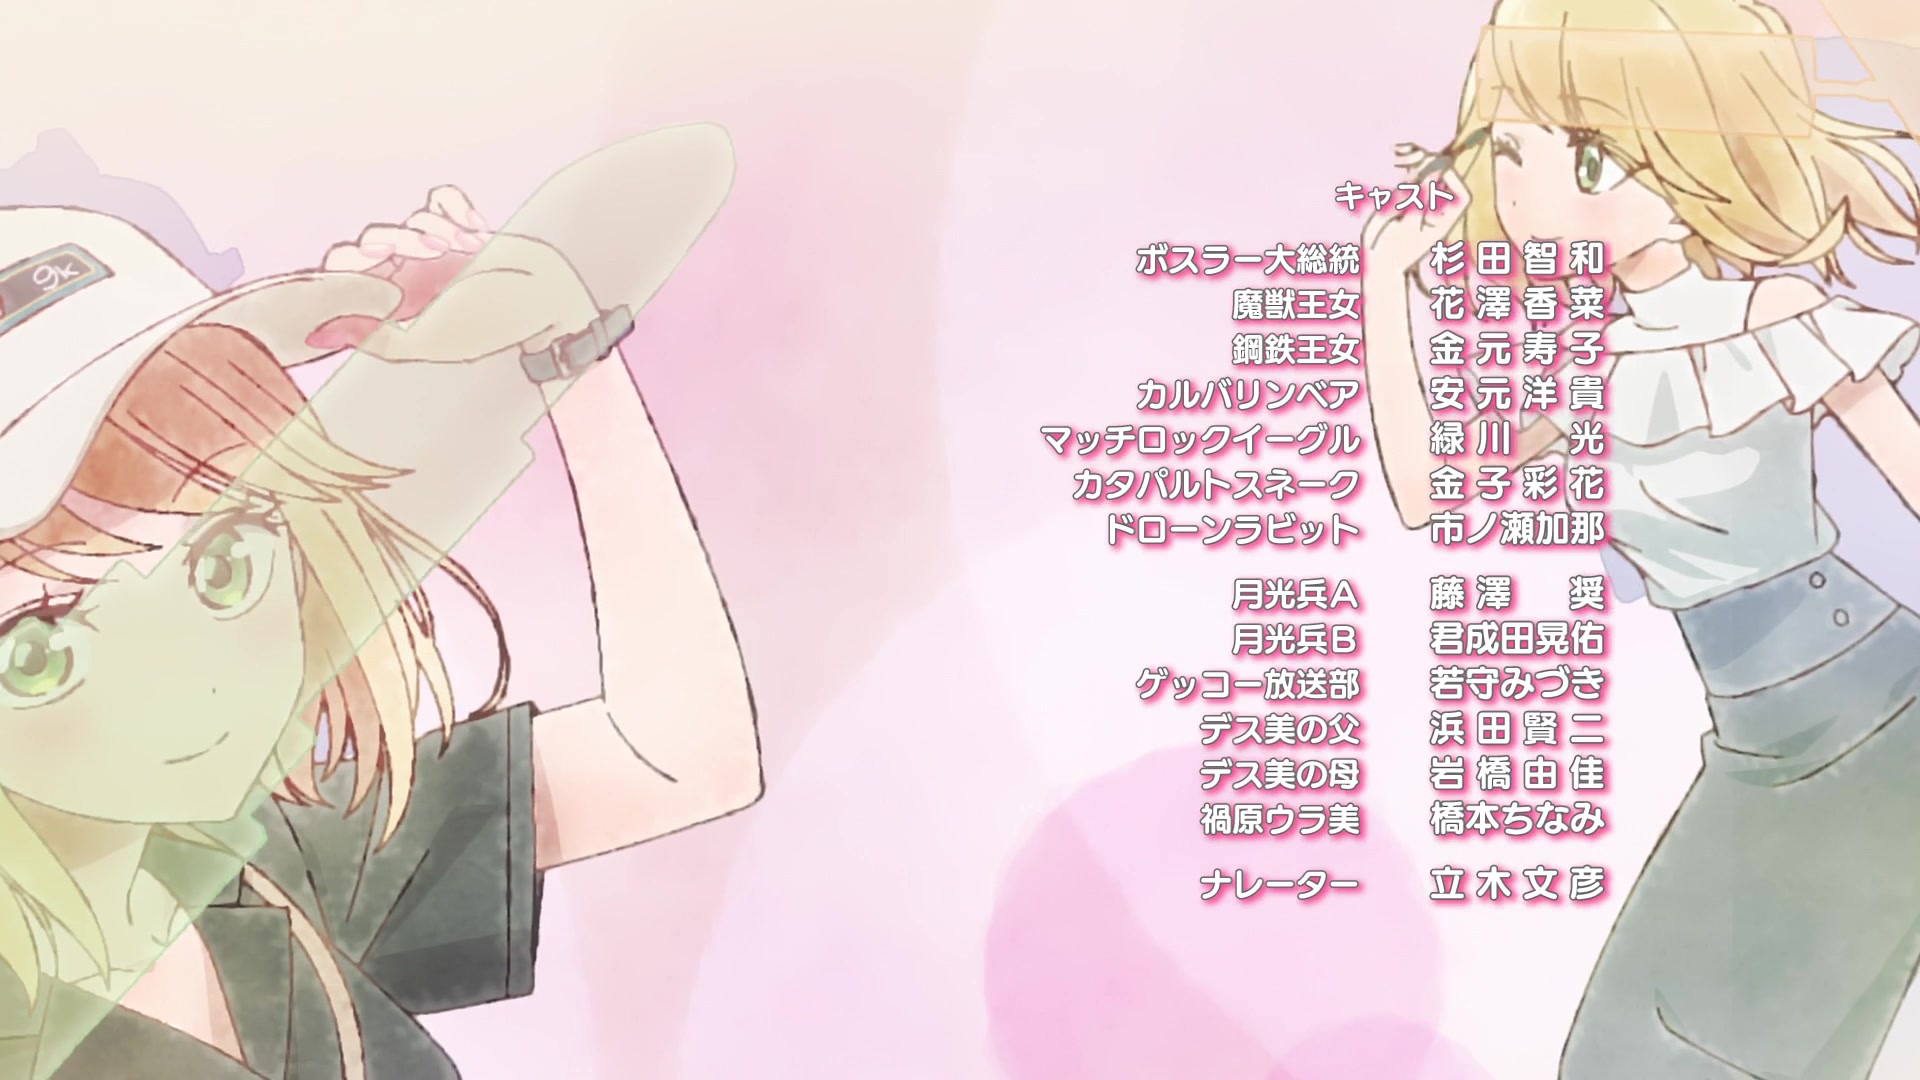 9K
キャスト
ボスラー大総統 杉田智和
魔獣王女 花澤香菜
鋼鉄王女 金元寿子
カルバリンベア 安元洋貴
マッチロックイーグル 緑川 光
カタパルトスネーク 金子彩花
ドローンラビット 市ノ瀬加那
月光兵A 藤澤 奨
月光兵B 君成田晃佑
ゲッコー放送部 若守みづき
デス美の父 浜田賢二
デス美の母 岩橋由佳
禍原ウラ美 橋本ちなみ
ナレーター 立木文彦